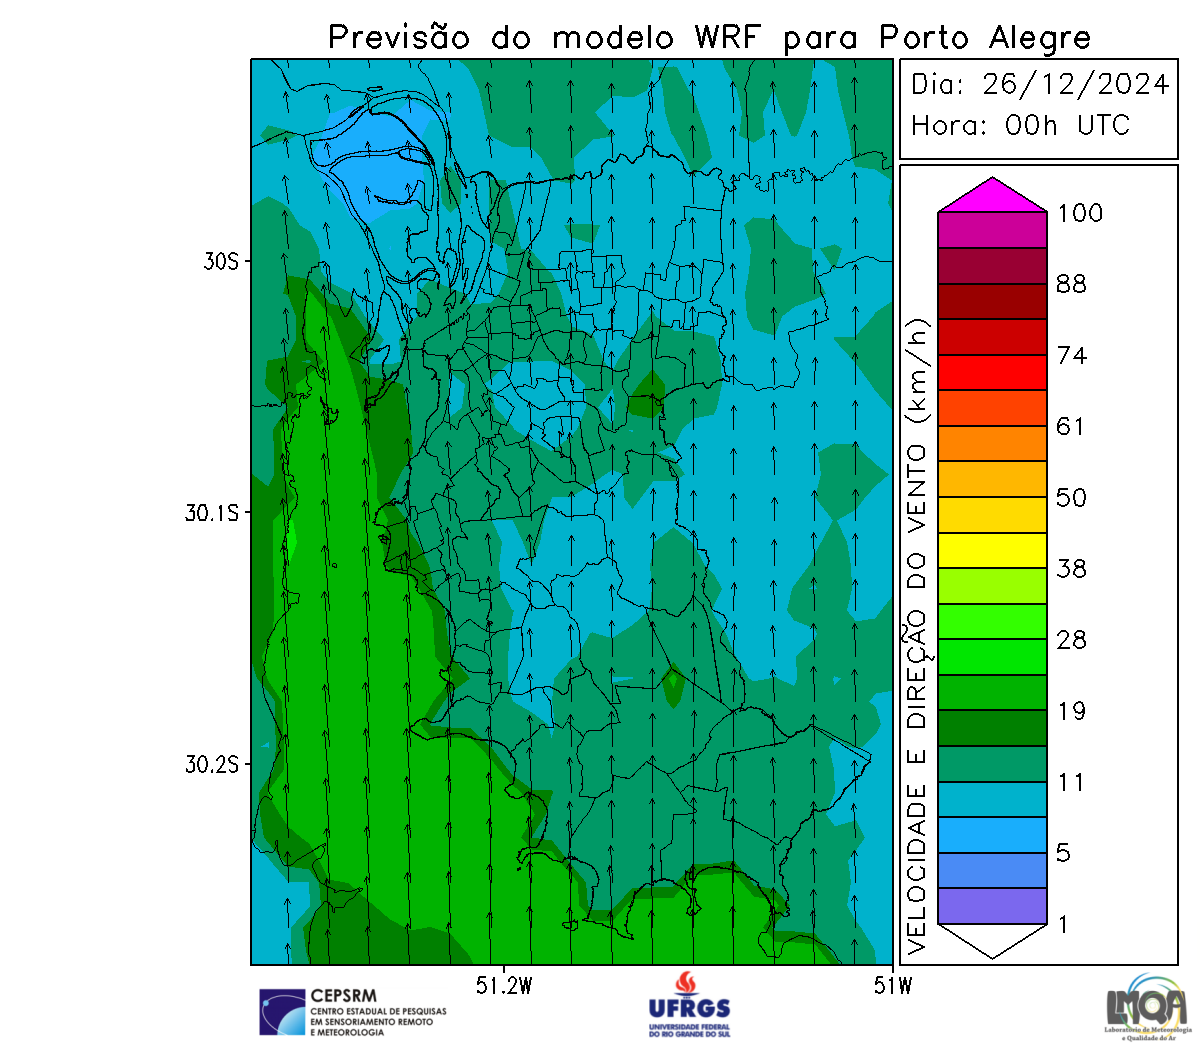 Previsão do modelo WRF para Porto Alegre
Dia: 26/12/2024
Hora: 00h UTC
30S
30.1S
30.2S
51.2W
51W
VELOCIDADE E DIREÇÃO DO VENTO (km/h)
100
88
74
61
50
38
28
19
11
5
1
CEPSRM
CENTRO ESTADUAL DE PESQUISAS
EM SENSORIAMENTO REMOTO
E METEOROLOGIA
UFRGS
UNIVERSIDADE FEDERAL
DO RIO GRANDE DO SUL
LMQA
Laboratório de Meteorologia
e Qualidade do Ar